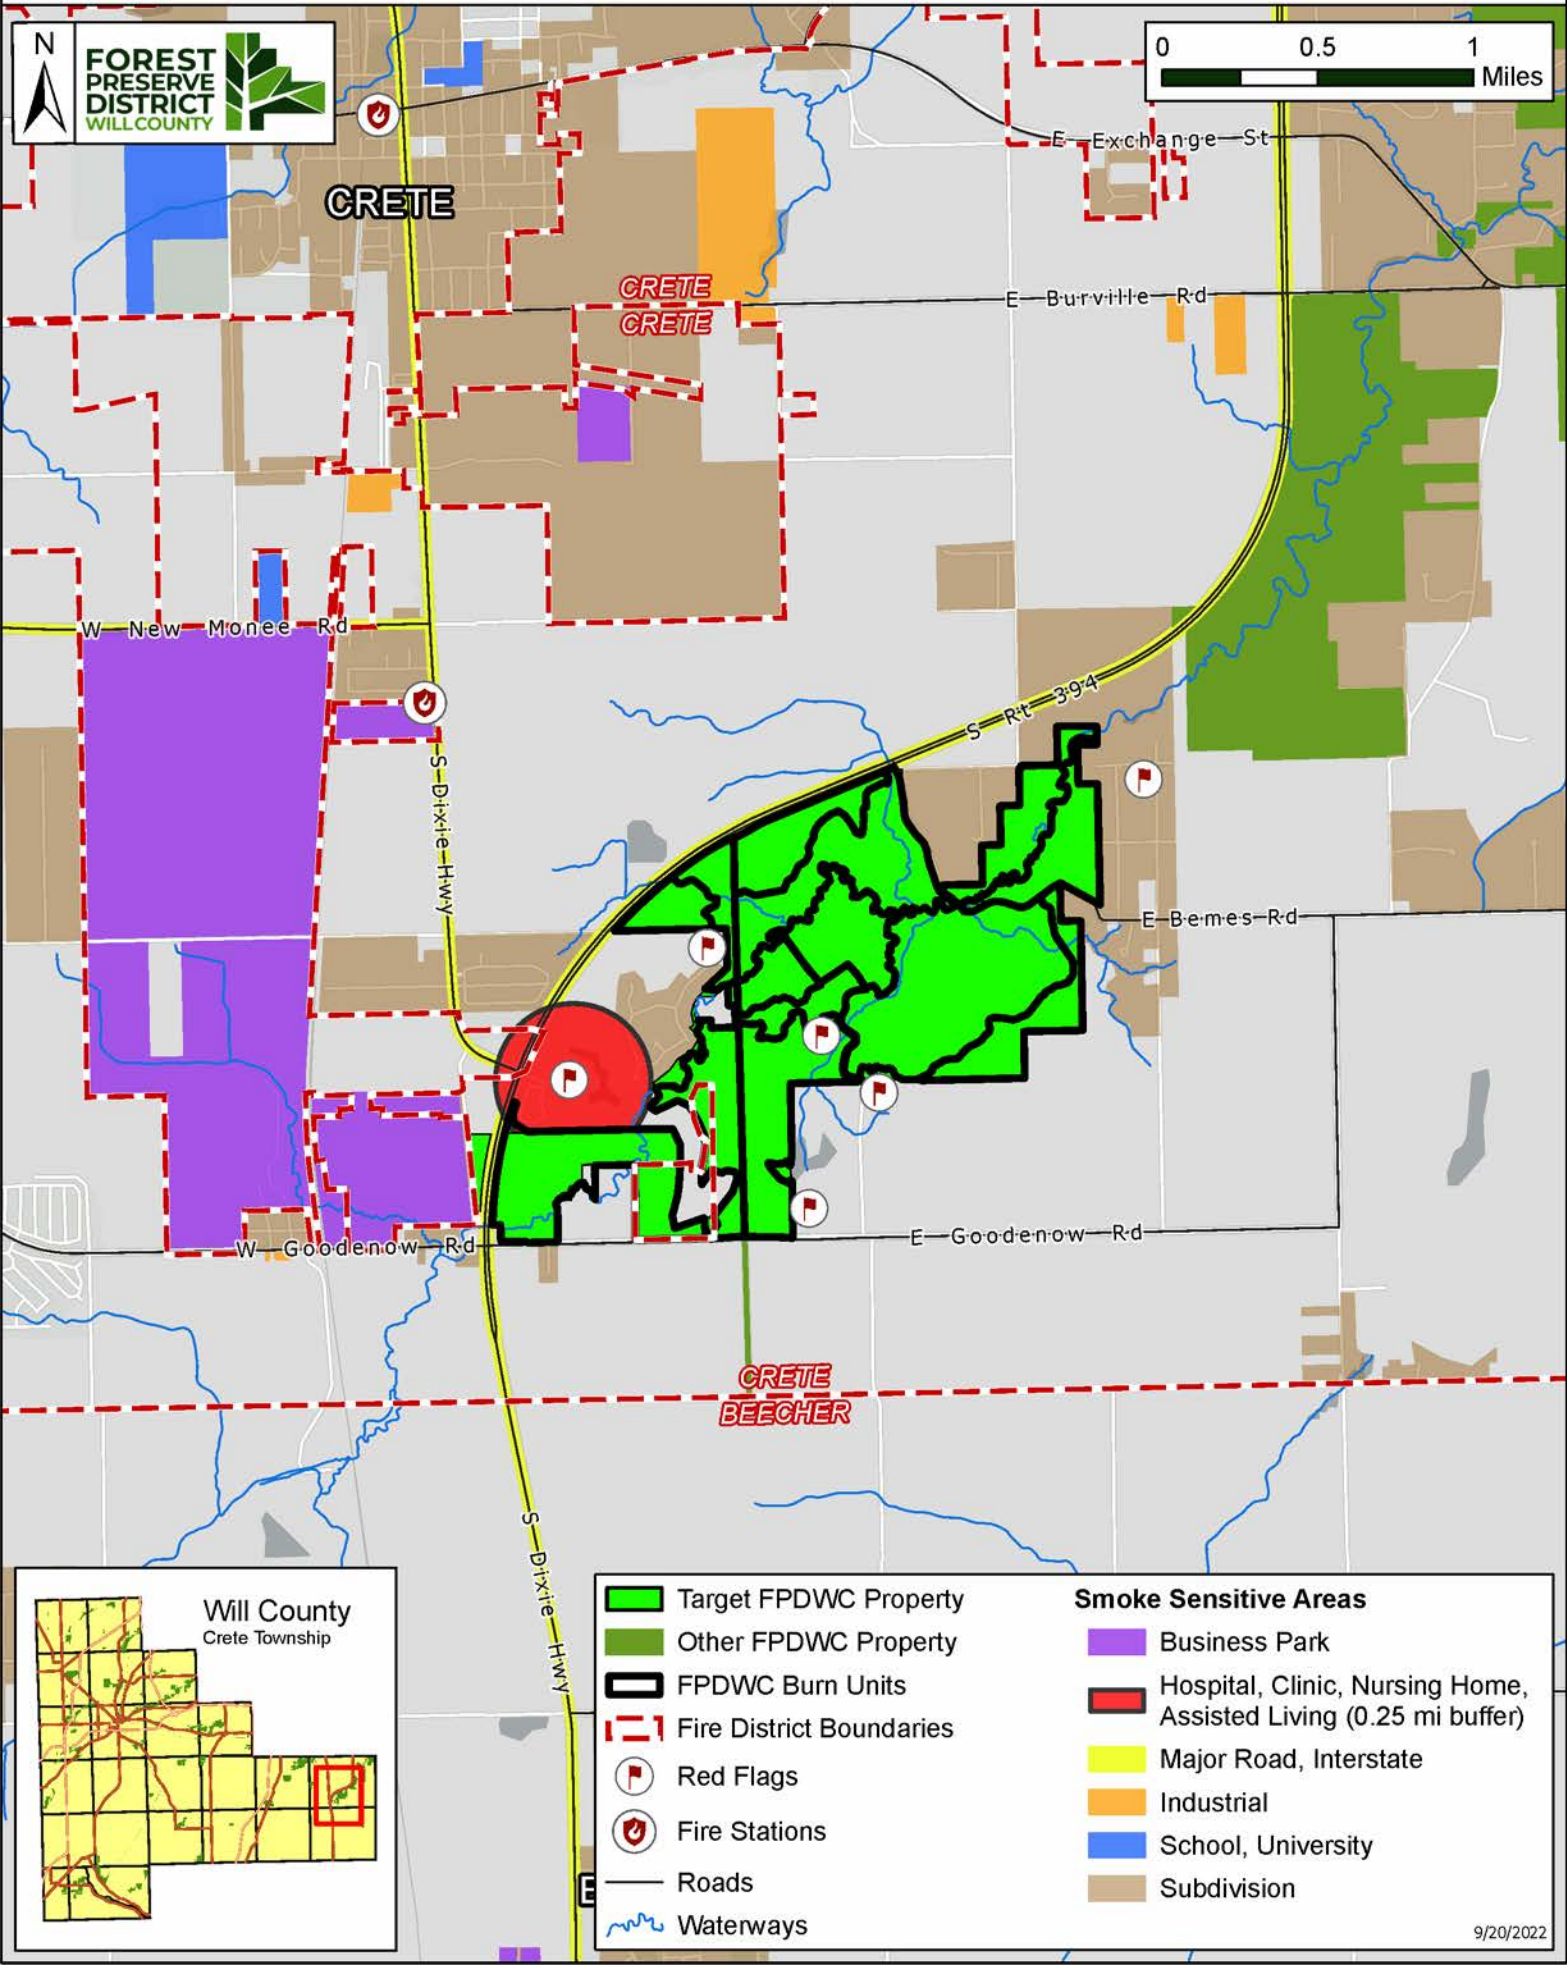 N
FOREST
PRESERVE
DISTRICT
WILL COUNTY
0 0.5 1
Miles
E Exchange St
CRETE
CRETE
CRETE
E Burville Rd
W New Monee Rd
S Rt 394
S Dixie Hwy
E Bemes Rd
W Goodenow Rd
E Goodenow Rd
CRETE
BEECHER
S Dixie Hwy
Will County
Crete Township
Target FPDWC Property
Other FPDWC Property
FPDWC Burn Units
Fire District Boundaries
Red Flags
Fire Stations
Roads
Waterways
Smoke Sensitive Areas
Business Park
Hospital, Clinic, Nursing Home,
Assisted Living (0.25 mi buffer)
Major Road, Interstate
Industrial
School, University
Subdivision
9/20/2022